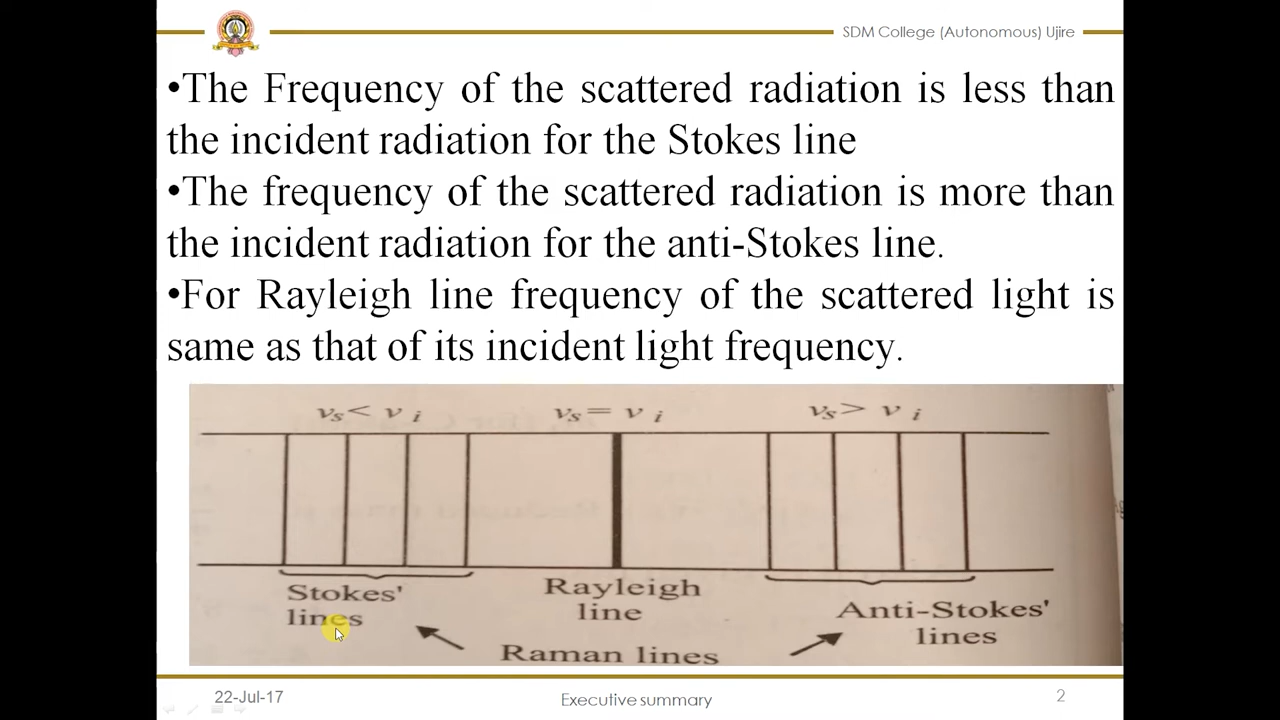 SDM College (Autonomous) Ujire
•The Frequency of the scattered radiation is less than
the incident radiation for the Stokes line
•The frequency of the scattered radiation is more than
the incident radiation for the anti-Stokes line.
•For Rayleigh line frequency of the scattered light is
same as that of its incident light frequency.
νs< ν i νs= ν i νs> ν i
Stokes'
lines
Rayleigh
line
Anti-Stokes'
lines
Raman lines
22-Jul-17 Executive summary 2